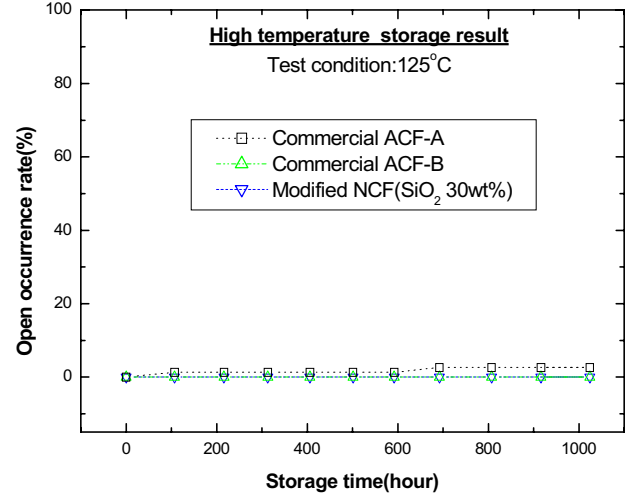 High temperature storage result
Test condition:125°C
Commercial ACF-A
Commercial ACF-B
Modified NCF(SiO₂ 30wt%)
Open occurrence rate(%)
100
80
60
40
20
0
0 200 400 600 800 1000
Storage time(hour)